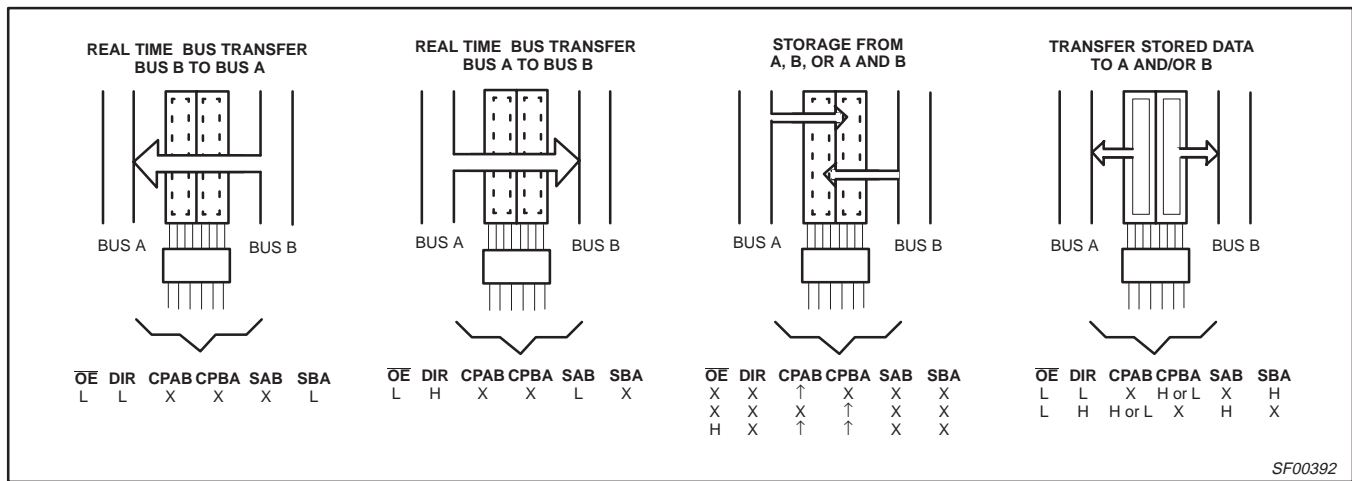 REAL TIME BUS TRANSFER
BUS B TO BUS A
BUS A
BUS B
OE DIR CPAB CPBA SAB SBA
L L X X X L
REAL TIME BUS TRANSFER
BUS A TO BUS B
BUS A
BUS B
OE DIR CPAB CPBA SAB SBA
L H X X L X
STORAGE FROM
A, B, OR A AND B
BUS A
BUS B
OE DIR CPAB CPBA SAB SBA
X X ↑ X X X
X X X ↑ X X
H X ↑ ↑ X X
TRANSFER STORED DATA
TO A AND/OR B
BUS A
BUS B
OE DIR CPAB CPBA SAB SBA
L L X H or L X H
L H H or L X H X
SF00392